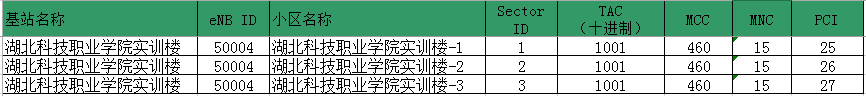 基站名称 eNB ID 小区名称 Sector ID TAC（十进制） MCC MNC PCI
湖北科技职业学院实训楼 50004 湖北科技职业学院实训楼-1 1 1001 460 15 25
湖北科技职业学院实训楼 50004 湖北科技职业学院实训楼-2 2 1001 460 15 26
湖北科技职业学院实训楼 50004 湖北科技职业学院实训楼-3 3 1001 460 15 27